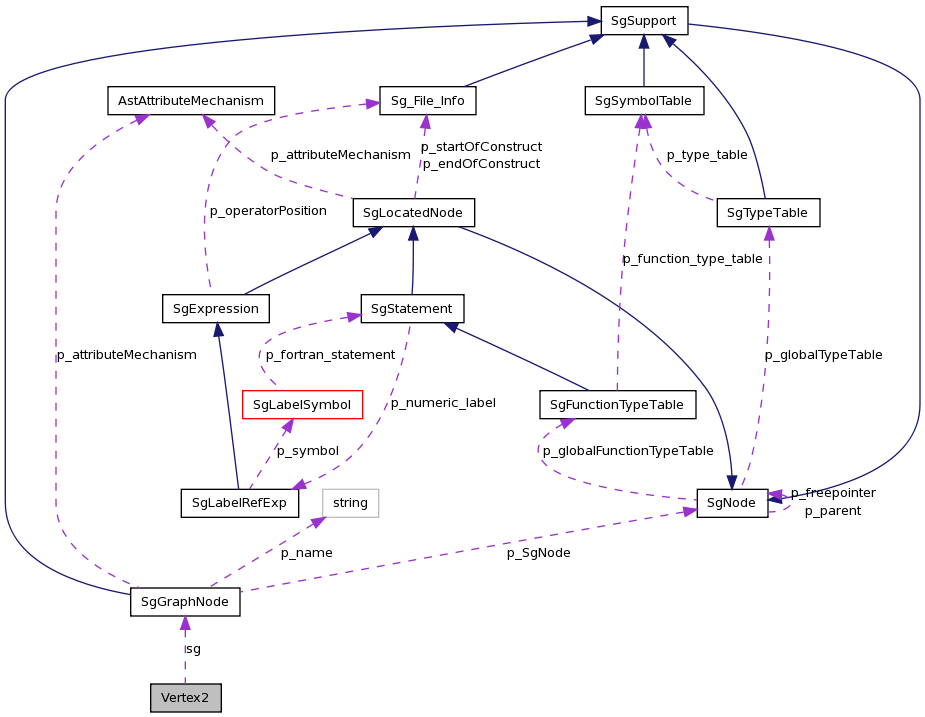 SgSupport
AstAttributeMechanism
Sg_File_Info
SgSymbolTable
p_attributeMechanism
p_startOfConstruct
p_endOfConstruct
p_type_table
p_operatorPosition
SgLocatedNode
SgTypeTable
p_function_type_table
SgExpression
SgStatement
p_attributeMechanism
p_fortran_statement
p_globalTypeTable
SgLabelSymbol
p_numeric_label
SgFunctionTypeTable
p_symbol
p_globalFunctionTypeTable
SgLabelRefExp
string
SgNode
p_freepointer
p_parent
p_name
p_SgNode
SgGraphNode
sg
Vertex2